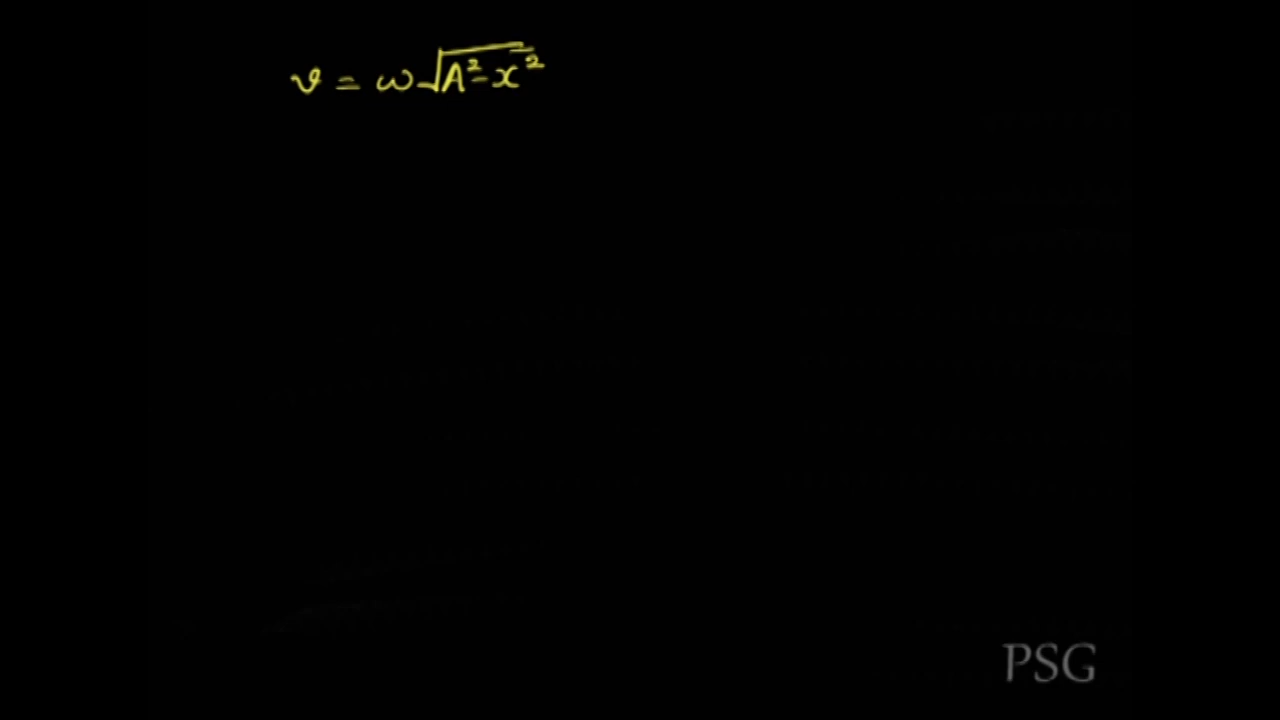 v = ω√A²-x²
PSG